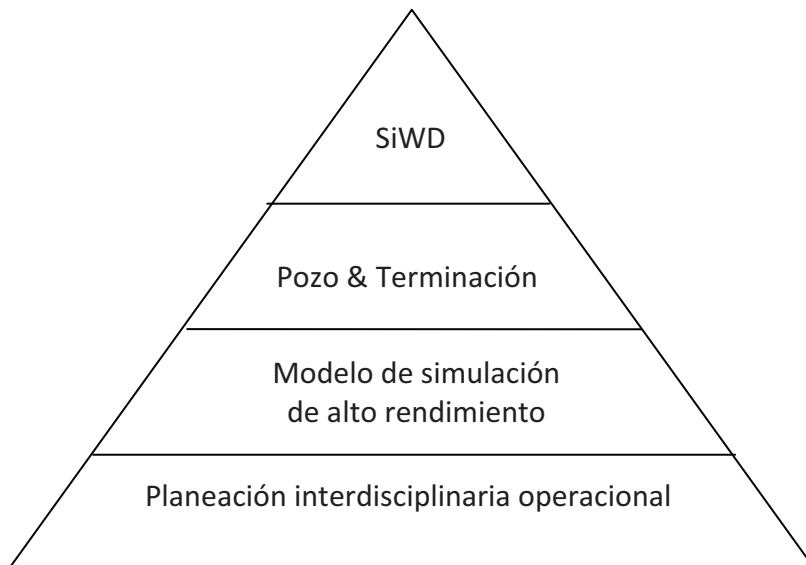 SiWD
Pozo & Terminación
Modelo de simulación
de alto rendimiento
Planeación interdisciplinaria operacional